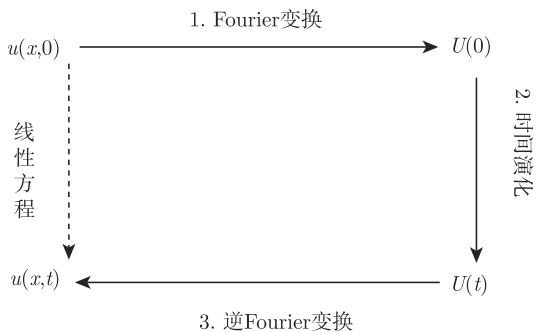 1. Fourier变换
u(x,0)
U(0)
线性方程
2. 时间演化
u(x,t)
U(t)
3. 逆Fourier变换